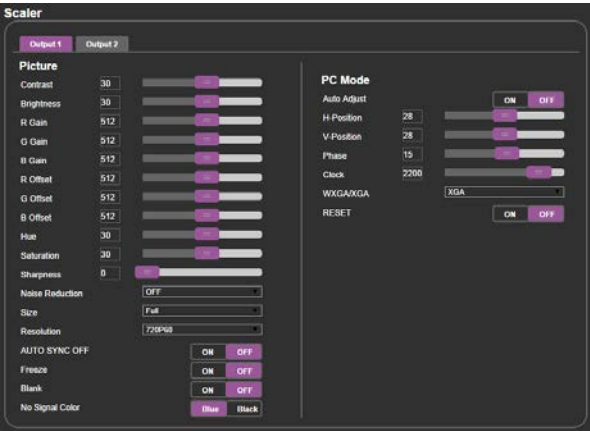 Scaler
Output 1 Output 2
Picture
Contrast 30
Brightness 30
R Gain 512
G Gain 512
B Gain 512
R Offset 512
G Offset 512
B Offset 512
Hue 30
Saturation 30
Sharpness 0
Noise Reduction OFF
Size Full
Resolution 720P60
AUTO SYNC OFF ON OFF
Freeze ON OFF
Blank ON OFF
No Signal Color Blue Black
PC Mode
Auto Adjust ON OFF
H-Position 28
V-Position 28
Phase 15
Clock 2200
WXGA/XGA XGA
RESET ON OFF